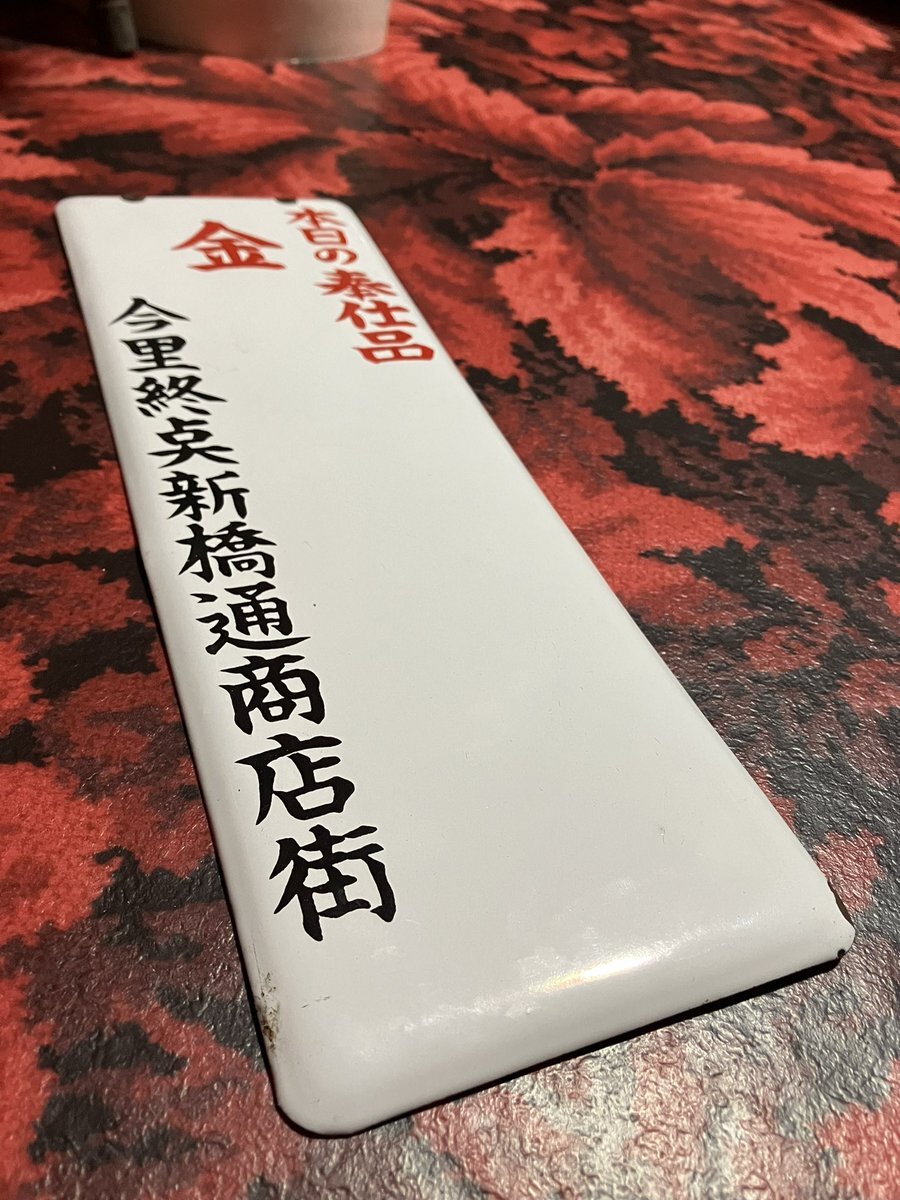 本日の奉仕品
金
今里終点新橋通商店街